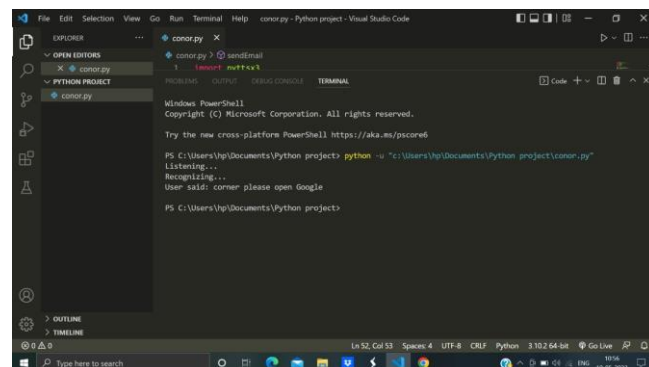 File Edit Selection View Go Run Terminal Help conor.py - Python project - Visual Studio Code
EXPLORER ...
conor.py X
OPEN EDITORS
conor.py > sendEmail
X conor.py
1 import pyttsx3
PYTHON PROJECT
PROBLEMS OUTPUT DEBUG CONSOLE TERMINAL
Code
conor.py
Windows PowerShell
Copyright (C) Microsoft Corporation. All rights reserved.
Try the new cross-platform PowerShell https://aka.ms/pscore6
PS C:\Users\hp\Documents\Python project> python -u "c:\Users\hp\Documents\Python project\conor.py"
Listening...
Recognizing...
User said: corner please open Google
PS C:\Users\hp\Documents\Python project>
OUTLINE
TIMELINE
0 0
Ln 52, Col 53 Spaces: 4 UTF-8 CRLF Python 3.10.2 64-bit Go Live
Type here to search
ENG
10:56